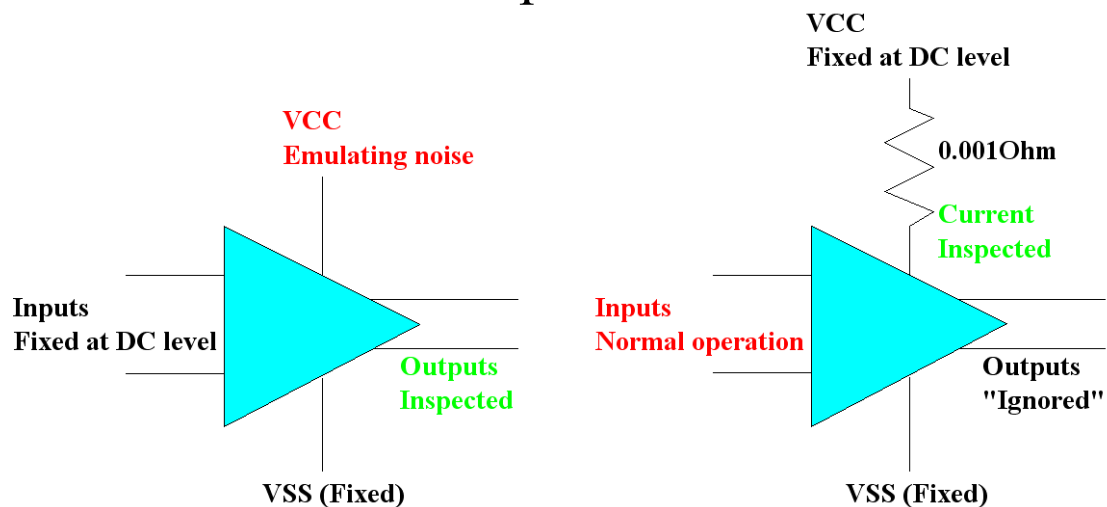 VCC
Emulating noise
Inputs
Fixed at DC level
Outputs
Inspected
VSS (Fixed)
VCC
Fixed at DC level
0.001Ohm
Current
Inspected
Inputs
Normal operation
Outputs
"Ignored"
VSS (Fixed)